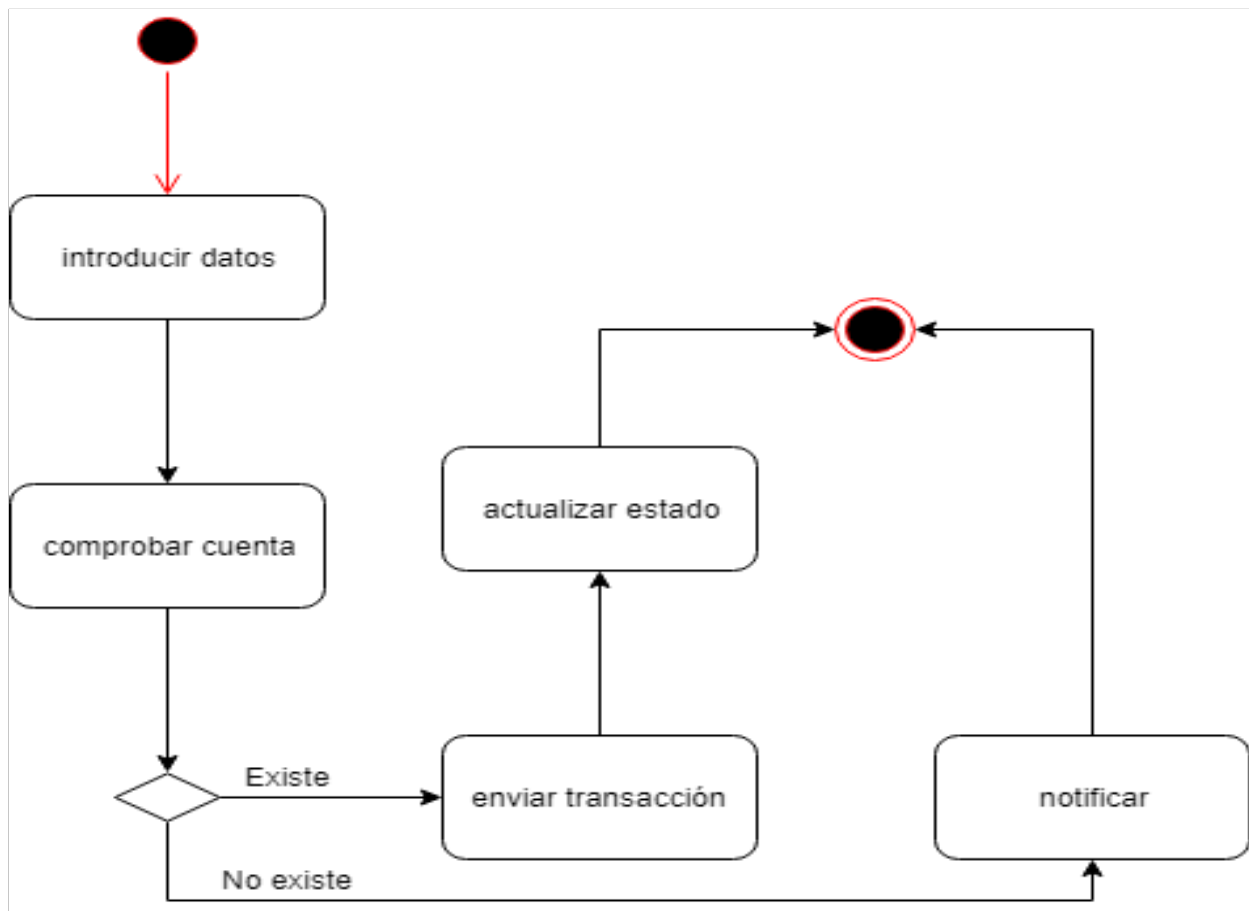 introducir datos
comprobar cuenta
actualizar estado
Existe
enviar transacción
notificar
No existe